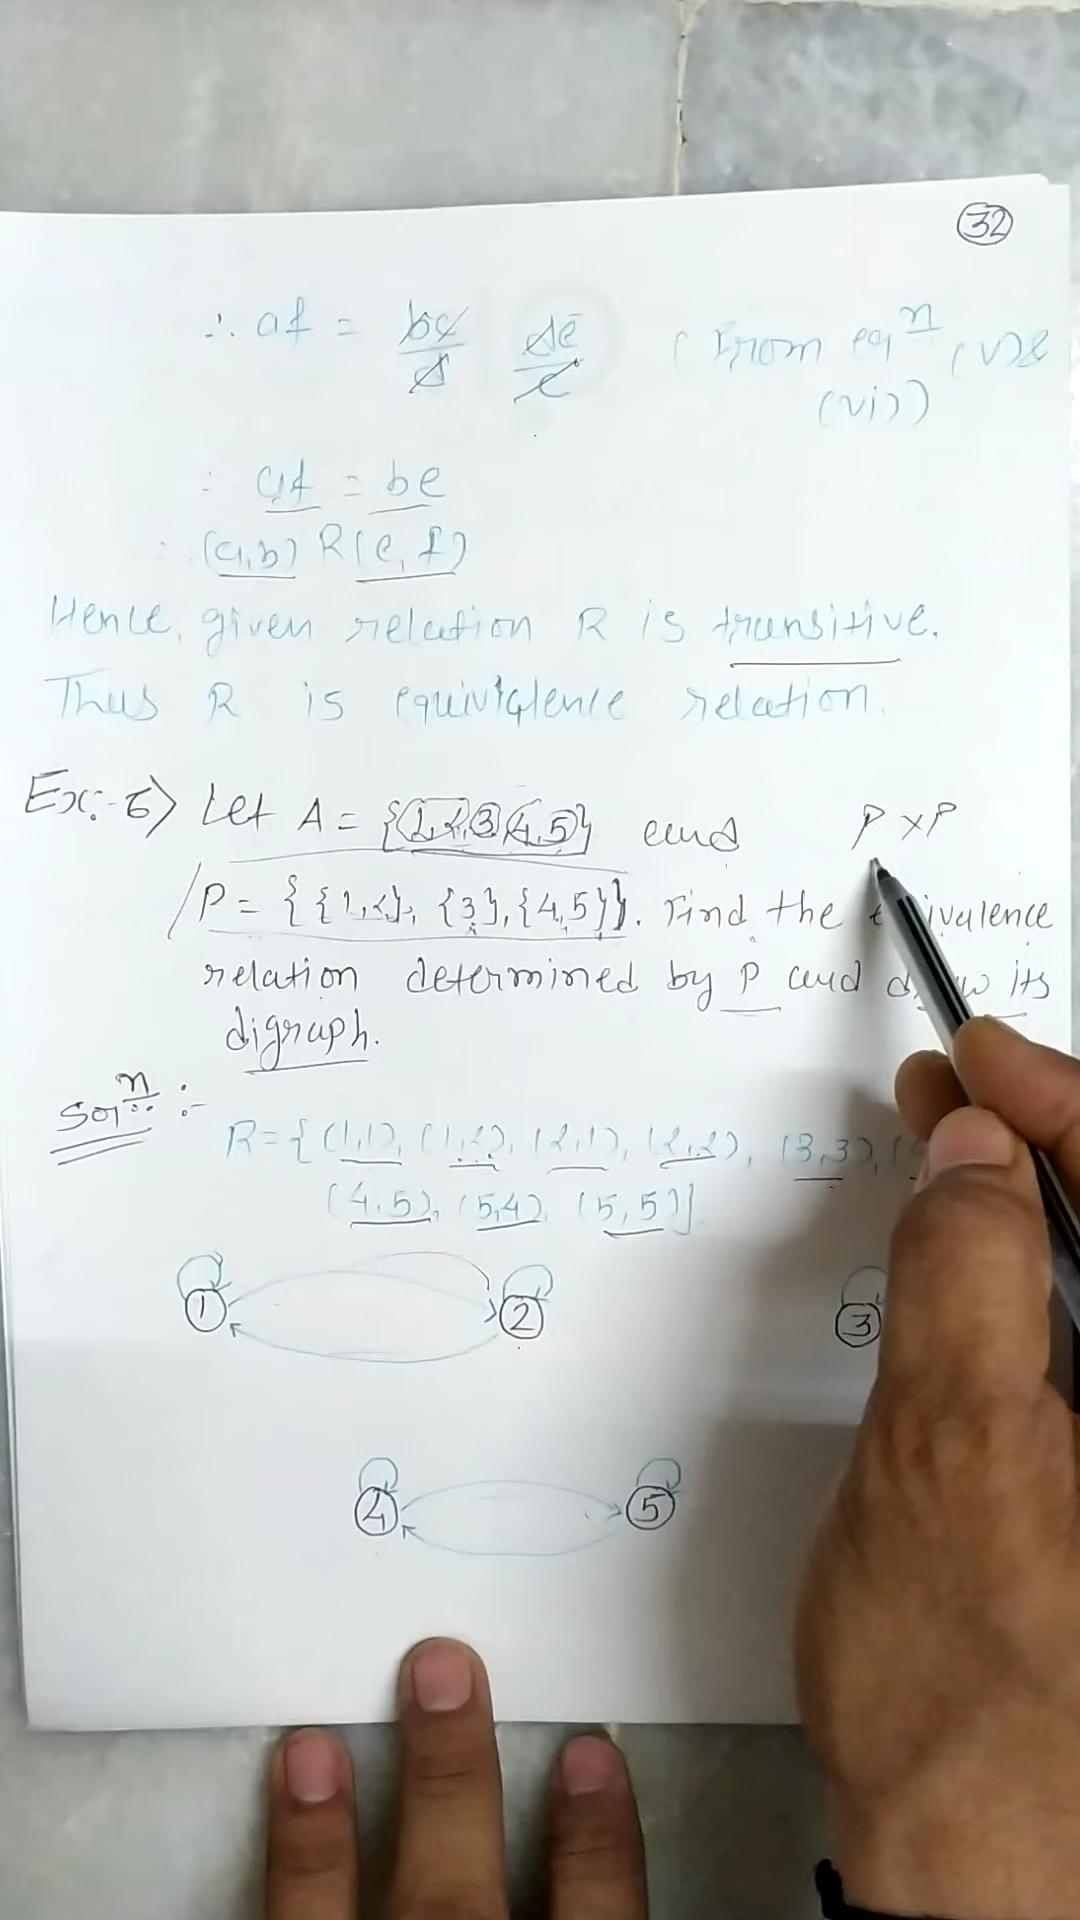 32
∴ af = bc/d de/c (From eqn (v) &
(vi))
∴ af = be
∴ (a,b) R (e, f)
Hence, given relation R is transitive.
Thus R is equivalence relation.
Ex:-6) Let A = {1,2,3,4,5} and P × P
P = { {1,2}, {3}, {4,5} }. Find the
relation determined by P and its
digraph.
Soln :-
R = { (1,1), (1,2), (2,1), (2,2), (3,3),
(4,5), (5,4), (5,5) }
1 2 3
4 5